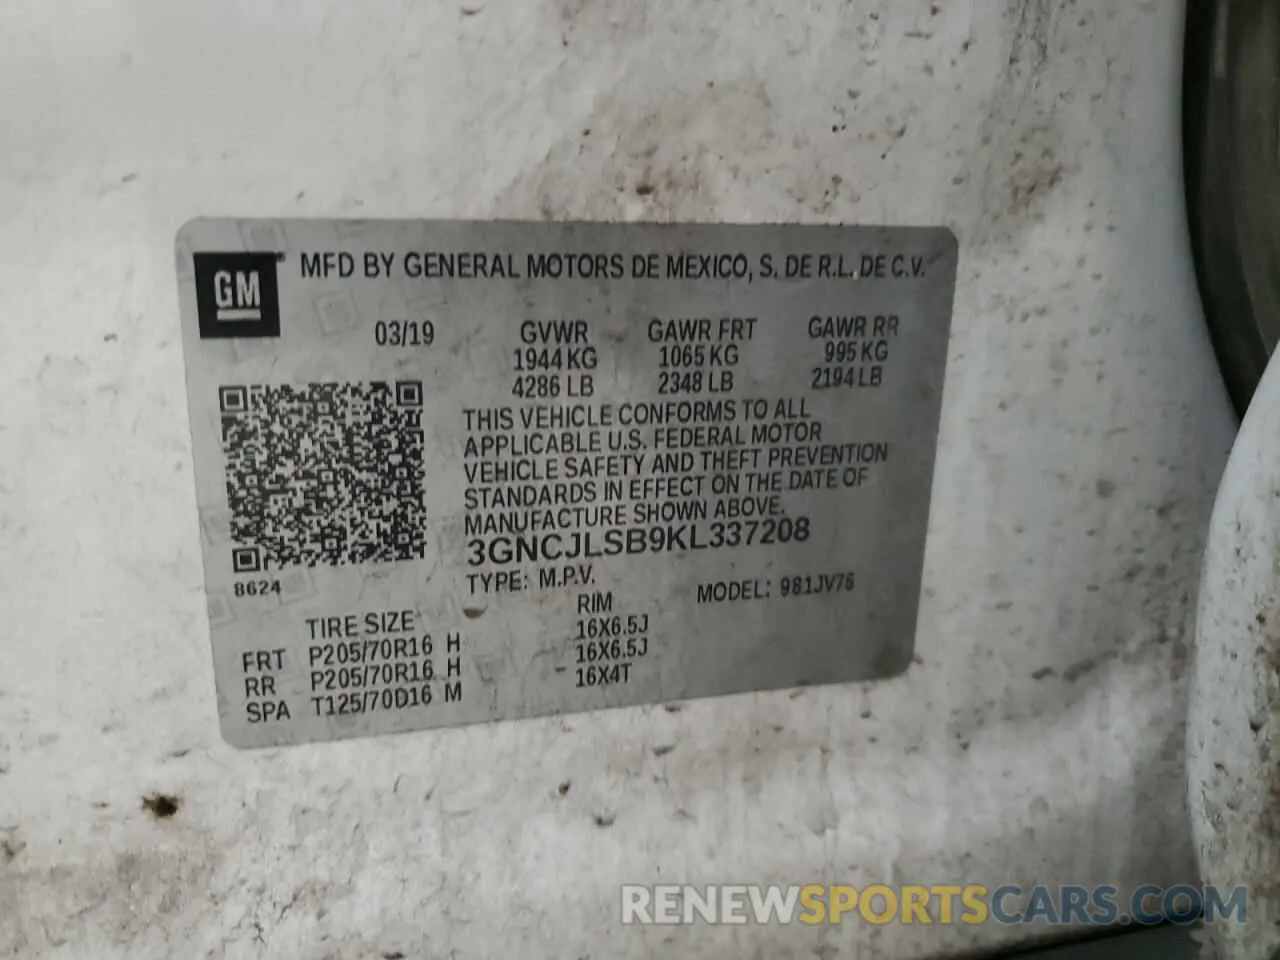 GM® MFD BY GENERAL MOTORS DE MEXICO, S. DE R.L. DE C.V.
03/19 GVWR GAWR FRT GAWR RR
1944 KG 1065 KG 995 KG
4286 LB 2348 LB 2194 LB
THIS VEHICLE CONFORMS TO ALL
APPLICABLE U.S. FEDERAL MOTOR
VEHICLE SAFETY AND THEFT PREVENTION
STANDARDS IN EFFECT ON THE DATE OF
MANUFACTURE SHOWN ABOVE.
3GNCJLSB9KL337208
8624 TYPE: M.P.V. MODEL: 981JV76
TIRE SIZE RIM
FRT P205/70R16 H 16X6.5J
RR P205/70R16 H 16X6.5J
SPA T125/70D16 M 16X4T
RENEWSPORTSCARS.COM